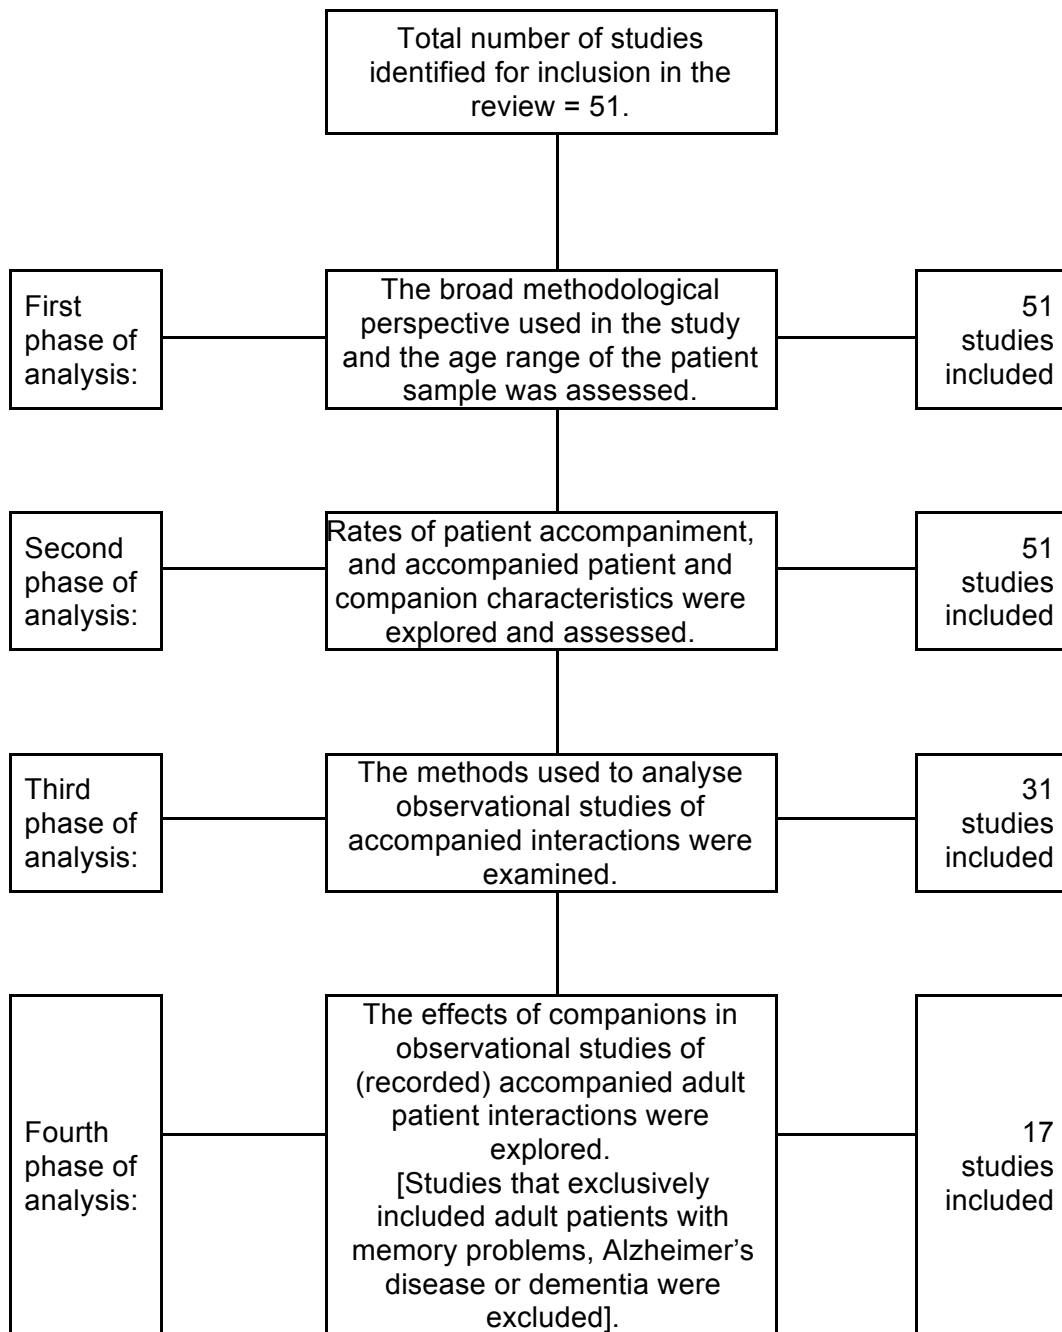 Total number of studies
identified for inclusion in the
review = 51.
First
phase of
analysis:
The broad methodological
perspective used in the study
and the age range of the patient
sample was assessed.
51
studies
included
Second
phase of
analysis:
Rates of patient accompaniment,
and accompanied patient and
companion characteristics were
explored and assessed.
51
studies
included
Third
phase of
analysis:
The methods used to analyse
observational studies of
accompanied interactions were
examined.
31
studies
included
Fourth
phase of
analysis:
The effects of companions in
observational studies of
(recorded) accompanied adult
patient interactions were
explored.
[Studies that exclusively
included adult patients with
memory problems, Alzheimer’s
disease or dementia were
excluded].
17
studies
included